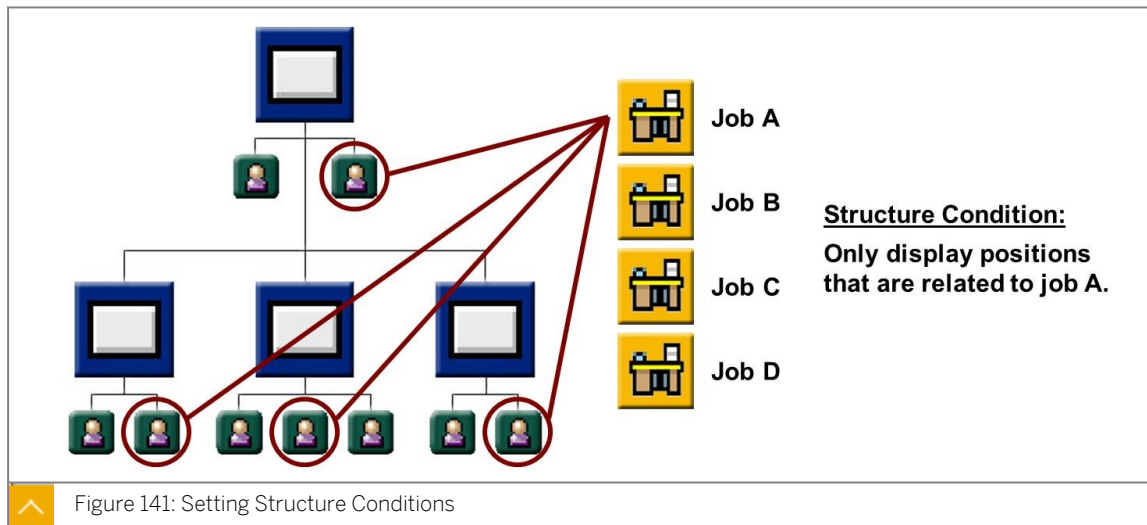 Job A
Job B
Job C
Job D
Structure Condition:
Only display positions
that are related to job A.
Figure 141: Setting Structure Conditions